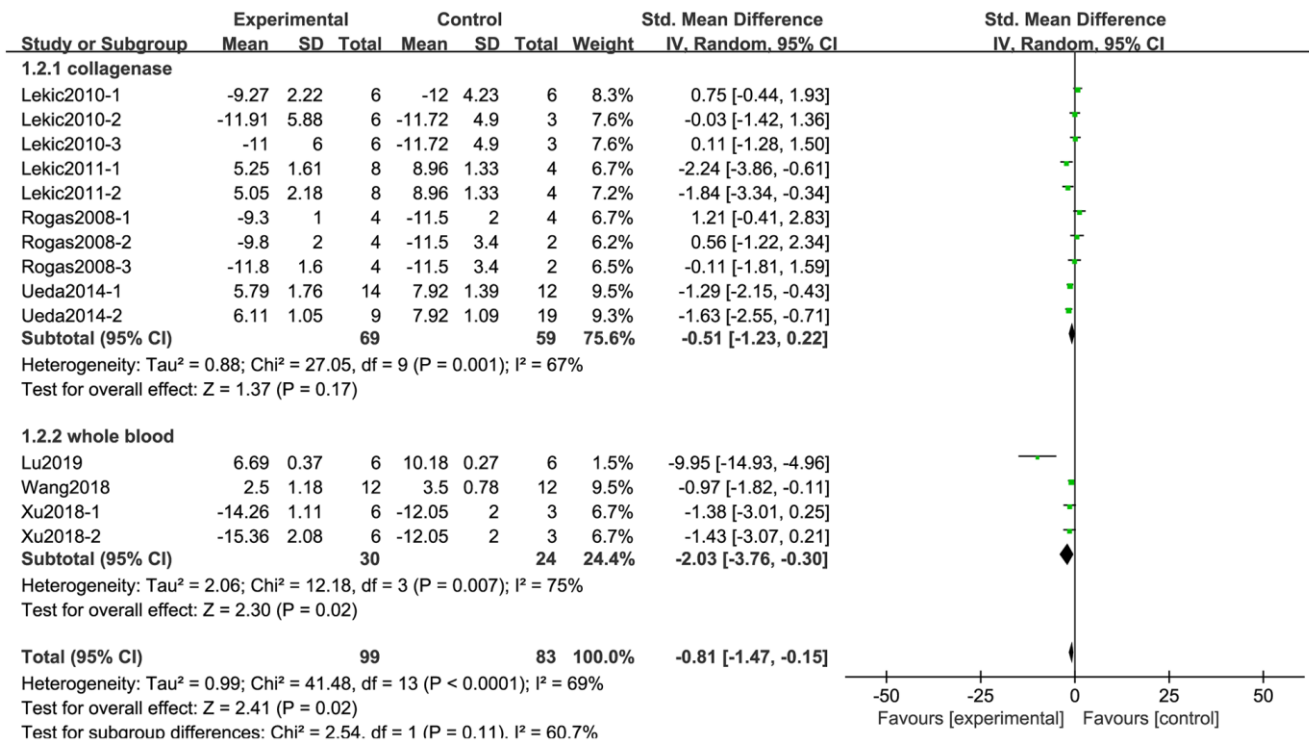 Experimental Control Std. Mean Difference Std. Mean Difference
Study or Subgroup Mean SD Total Mean SD Total Weight IV, Random, 95% CI IV, Random, 95% CI
1.2.1 collagenase
Lekic2010-1 -9.27 2.22 6 -12 4.23 6 8.3% 0.75 [-0.44, 1.93]
Lekic2010-2 -11.91 5.88 6 -11.72 4.9 3 7.6% -0.03 [-1.42, 1.36]
Lekic2010-3 -11 6 6 -11.72 4.9 3 7.6% 0.11 [-1.28, 1.50]
Lekic2011-1 5.25 1.61 8 8.96 1.33 4 6.7% -2.24 [-3.86, -0.61]
Lekic2011-2 5.05 2.18 8 8.96 1.33 4 7.2% -1.84 [-3.34, -0.34]
Rogas2008-1 -9.3 1 4 -11.5 2 4 6.7% 1.21 [-0.41, 2.83]
Rogas2008-2 -9.8 2 4 -11.5 3.4 2 6.2% 0.56 [-1.22, 2.34]
Rogas2008-3 -11.8 1.6 4 -11.5 3.4 2 6.5% -0.11 [-1.81, 1.59]
Ueda2014-1 5.79 1.76 14 7.92 1.39 12 9.5% -1.29 [-2.15, -0.43]
Ueda2014-2 6.11 1.05 9 7.92 1.09 19 9.3% -1.63 [-2.55, -0.71]
Subtotal (95% CI) 69 59 75.6% -0.51 [-1.23, 0.22]
Heterogeneity: Tau² = 0.88; Chi² = 27.05, df = 9 (P = 0.001); I² = 67%
Test for overall effect: Z = 1.37 (P = 0.17)
1.2.2 whole blood
Lu2019 6.69 0.37 6 10.18 0.27 6 1.5% -9.95 [-14.93, -4.96]
Wang2018 2.5 1.18 12 3.5 0.78 12 9.5% -0.97 [-1.82, -0.11]
Xu2018-1 -14.26 1.11 6 -12.05 2 3 6.7% -1.38 [-3.01, 0.25]
Xu2018-2 -15.36 2.08 6 -12.05 2 3 6.7% -1.43 [-3.07, 0.21]
Subtotal (95% CI) 30 24 24.4% -2.03 [-3.76, -0.30]
Heterogeneity: Tau² = 2.06; Chi² = 12.18, df = 3 (P = 0.007); I² = 75%
Test for overall effect: Z = 2.30 (P = 0.02)
Total (95% CI) 99 83 100.0% -0.81 [-1.47, -0.15]
Heterogeneity: Tau² = 0.99; Chi² = 41.48, df = 13 (P < 0.0001); I² = 69%
Test for overall effect: Z = 2.41 (P = 0.02)
Test for subgroup differences: Chi² = 2.54, df = 1 (P = 0.11), I² = 60.7%
-50 -25 0 25 50
Favours [experimental] Favours [control]